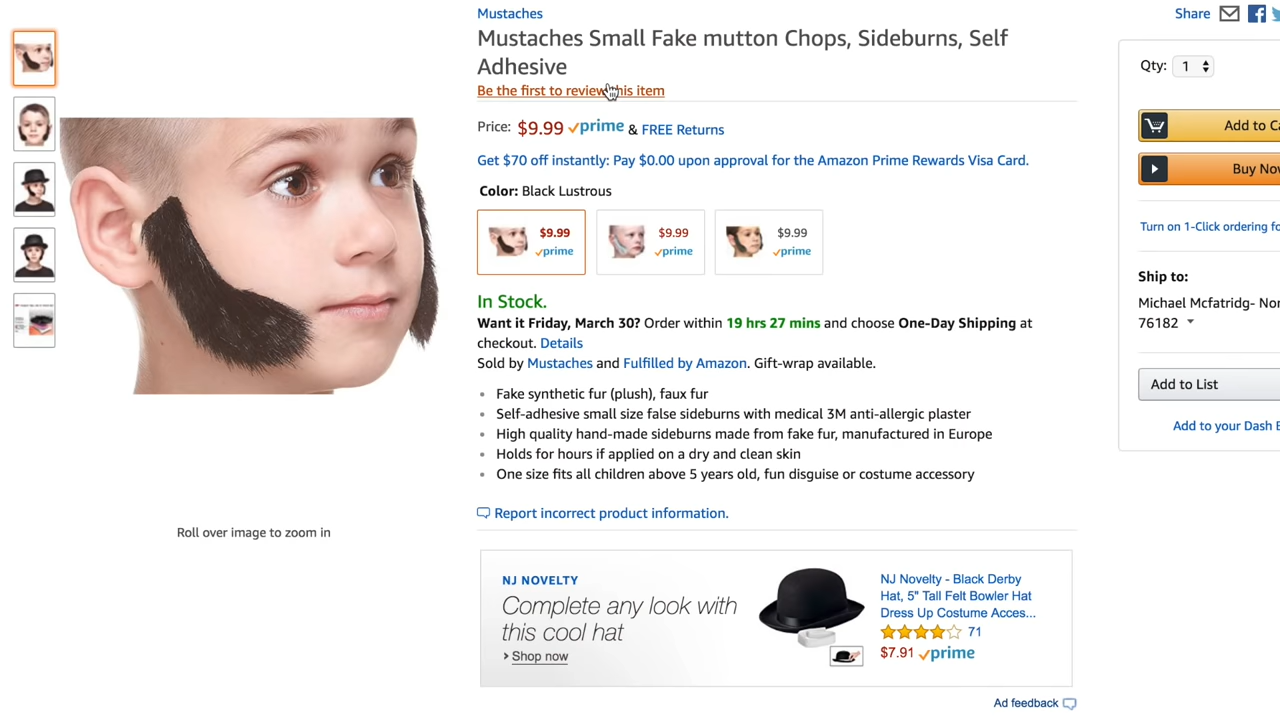 Mustaches
Mustaches Small Fake mutton Chops, Sideburns, Self
Adhesive
Be the first to review this item
Price: $9.99 prime & FREE Returns
Get $70 off instantly: Pay $0.00 upon approval for the Amazon Prime Rewards Visa Card.
Color: Black Lustrous
$9.99
prime
$9.99
prime
$9.99
prime
In Stock.
Want it Friday, March 30? Order within 19 hrs 27 mins and choose One-Day Shipping at
checkout. Details
Sold by Mustaches and Fulfilled by Amazon. Gift-wrap available.
Fake synthetic fur (plush), faux fur
Self-adhesive small size false sideburns with medical 3M anti-allergic plaster
High quality hand-made sideburns made from fake fur, manufactured in Europe
Holds for hours if applied on a dry and clean skin
One size fits all children above 5 years old, fun disguise or costume accessory
Report incorrect product information.
Roll over image to zoom in
NJ NOVELTY
Complete any look with
this cool hat
Shop now
NJ Novelty - Black Derby
Hat, 5" Tall Felt Bowler Hat
Dress Up Costume Acces...
71
$7.91 prime
Ad feedback
Share
Qty: 1
Add to Ca
Buy Nov
Turn on 1-Click ordering fo
Ship to:
Michael Mcfatridg- Nor
76182
Add to List
Add to your Dash B